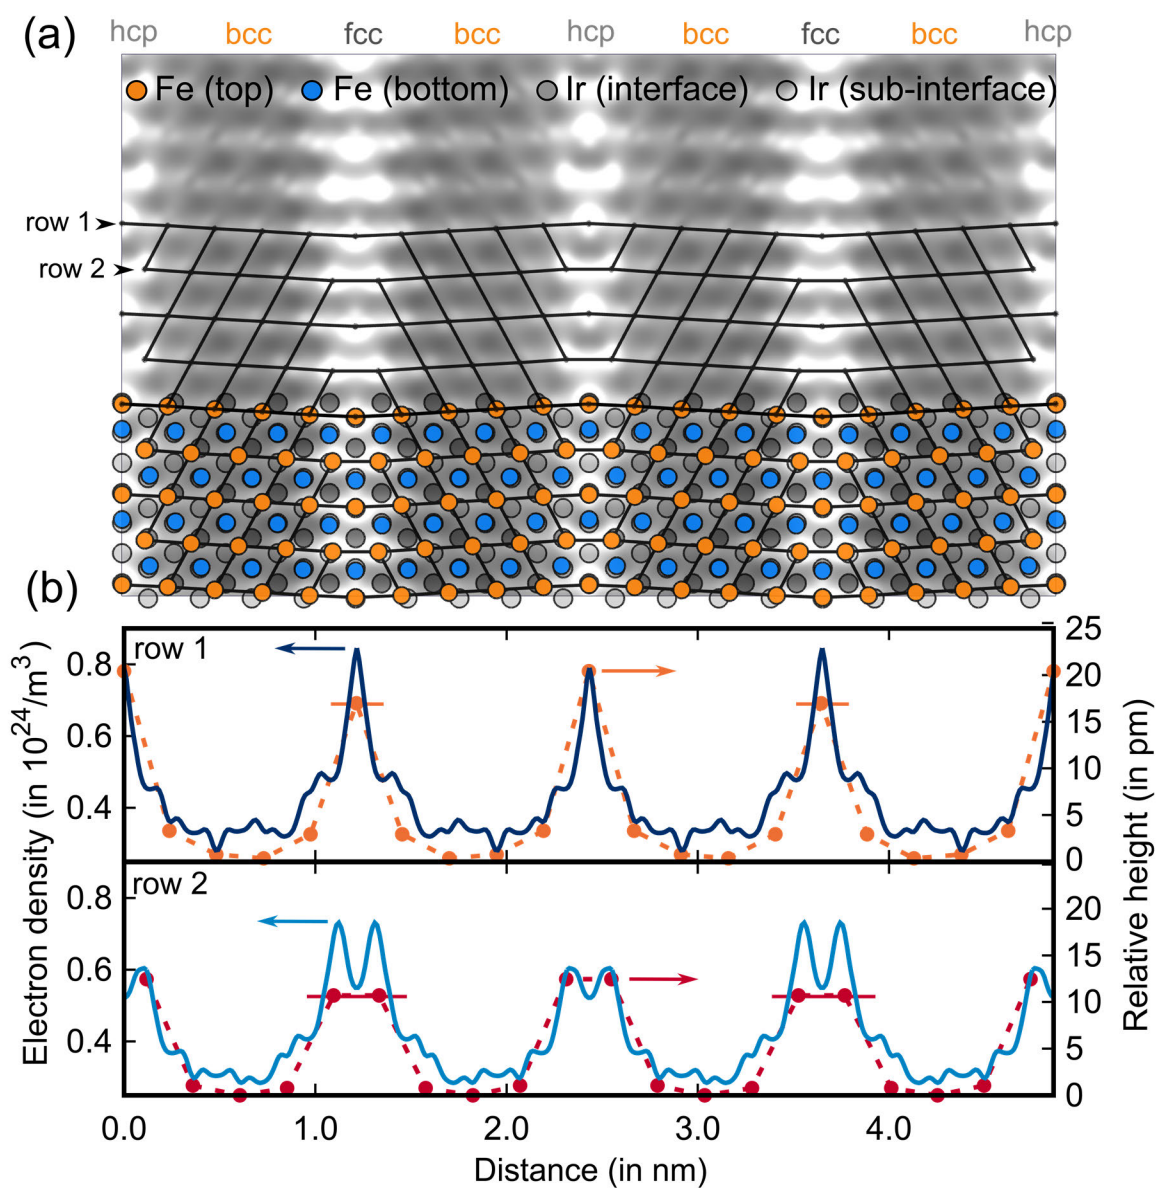 (a)
hcp bcc fcc bcc hcp bcc fcc bcc hcp
Fe (top) Fe (bottom) Ir (interface) Ir (sub-interface)
row 1
row 2
(b)
Electron density (in 10²⁴/m³)
Relative height (in pm)
row 1
0.8
0.6
0.4
25
20
15
10
5
0
row 2
0.8
0.6
0.4
20
15
10
5
0
0.0 1.0 2.0 3.0 4.0
Distance (in nm)